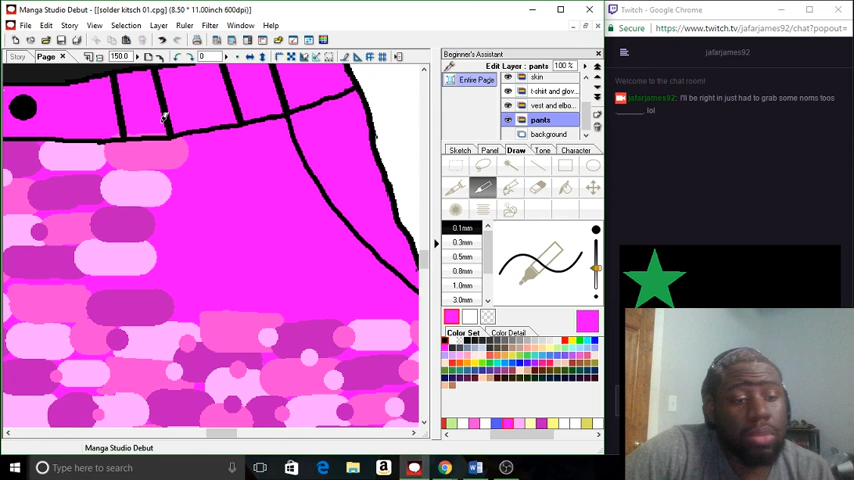 Manga Studio Debut - [[solder kitsch 01.cpg] (8.50 * 11.00inch 600dpi)]
File Edit Story View Selection Layer Ruler Filter Window Help
Story Page 150.0 0
Beginner's Assistant
Edit Layer : pants 100 %
Entire Page
skin
t-shirt and glov
vest and elbo
pants
background
Sketch Panel Draw Tone Character
0.1mm
0.3mm
0.5mm
0.8mm
1.0mm
3.0mm
Color Set Color Detail
Manga Studio Debut
Type here to search
Twitch - Google Chrome
Secure https://www.twitch.tv/jafarjames92/chat?popout=
jafarjames92
Welcome to the chat room!
jafarjames92: I'll be right in just had to grab some noms toos
lol